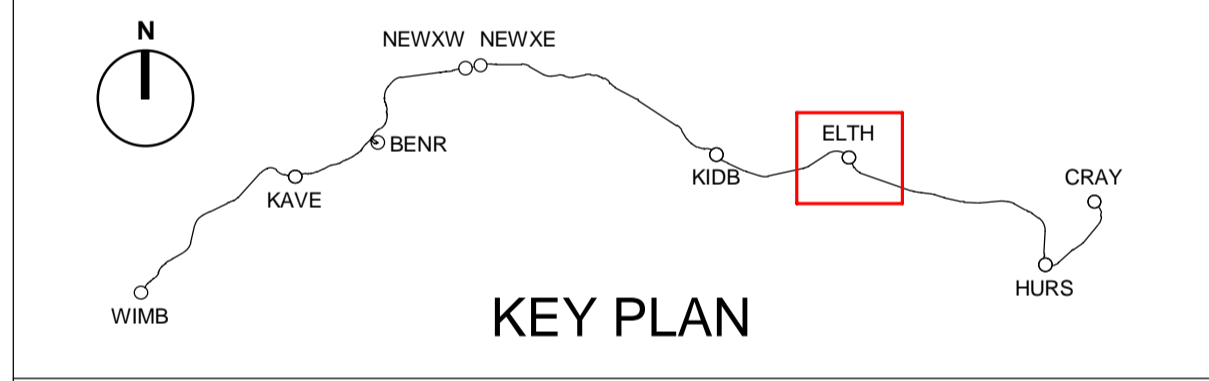 N
NEWXW NEWXE
BENR
ELTH
KIDB
CRAY
KAVE
HURS
WIMB
KEY PLAN